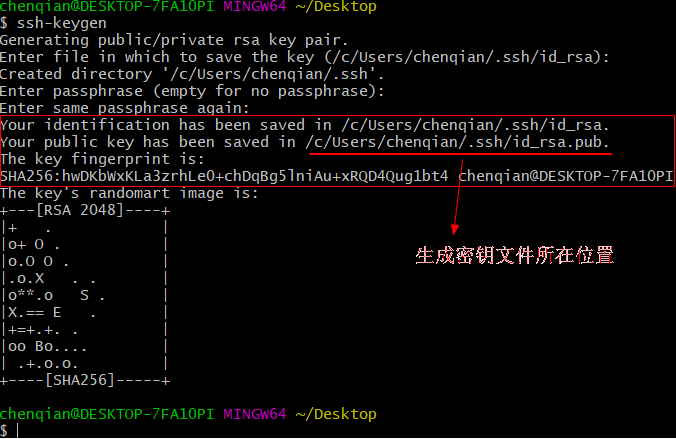 chenqian@DESKTOP-7FA10PI MINGW64 ~/Desktop
$ ssh-keygen
Generating public/private rsa key pair.
Enter file in which to save the key (/c/Users/chenqian/.ssh/id_rsa):
Created directory '/c/Users/chenqian/.ssh'.
Enter passphrase (empty for no passphrase):
Enter same passphrase again:
Your identification has been saved in /c/Users/chenqian/.ssh/id_rsa.
Your public key has been saved in /c/Users/chenqian/.ssh/id_rsa.pub.
The key fingerprint is:
SHA256:hwDKbWxKLa3zrhLeO+chDqBg5lniAu+xRQD4Qug1bt4 chenqian@DESKTOP-7FA10PI
The key's randomart image is:
+---[RSA 2048]----+
|+   .            |
|o+ O .           |
|o.O O .          |
|.o.X   . .       |
|o**.o   S .      |
|X.== E   .       |
|+=+.+. .         |
|oo Bo....        |
| .+.o.o.         |
+----[SHA256]-----+
生成密钥文件所在位置
chenqian@DESKTOP-7FA10PI MINGW64 ~/Desktop
$